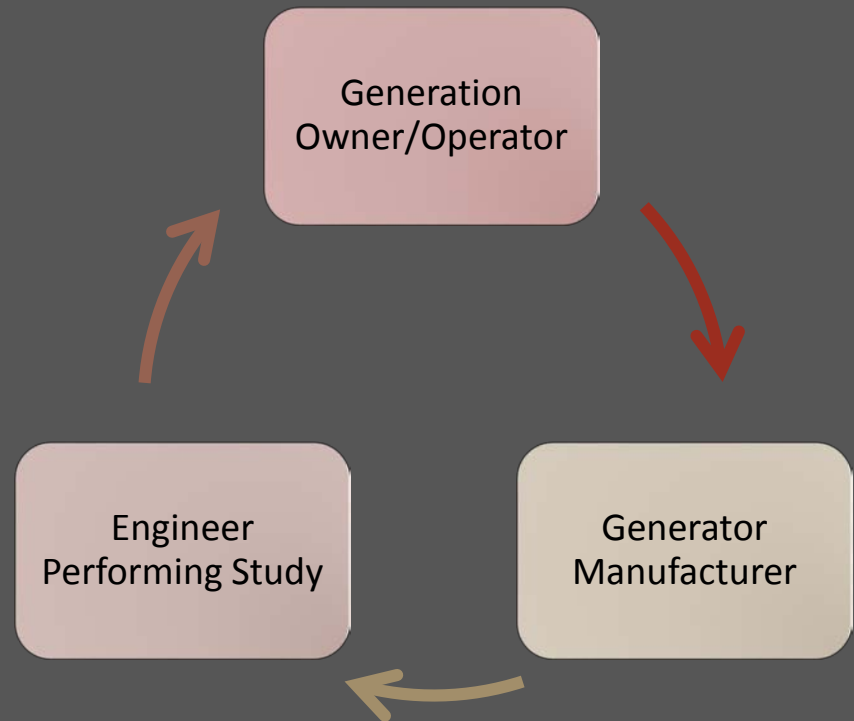 Generation
Owner/Operator
Engineer
Performing Study
Generator
Manufacturer